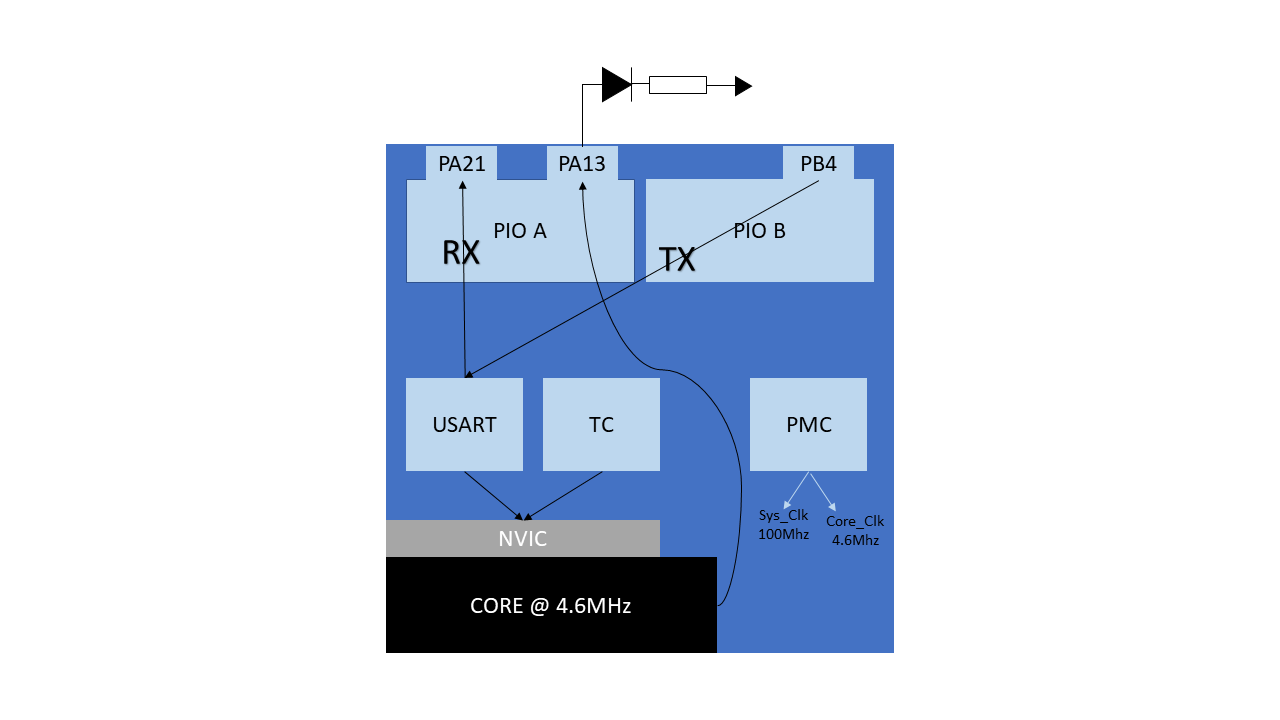 PA21
PA13
PB4
PIO A
PIO B
RX
TX
USART
TC
PMC
Sys_Clk
100Mhz
Core_Clk
4.6Mhz
NVIC
CORE @ 4.6MHz